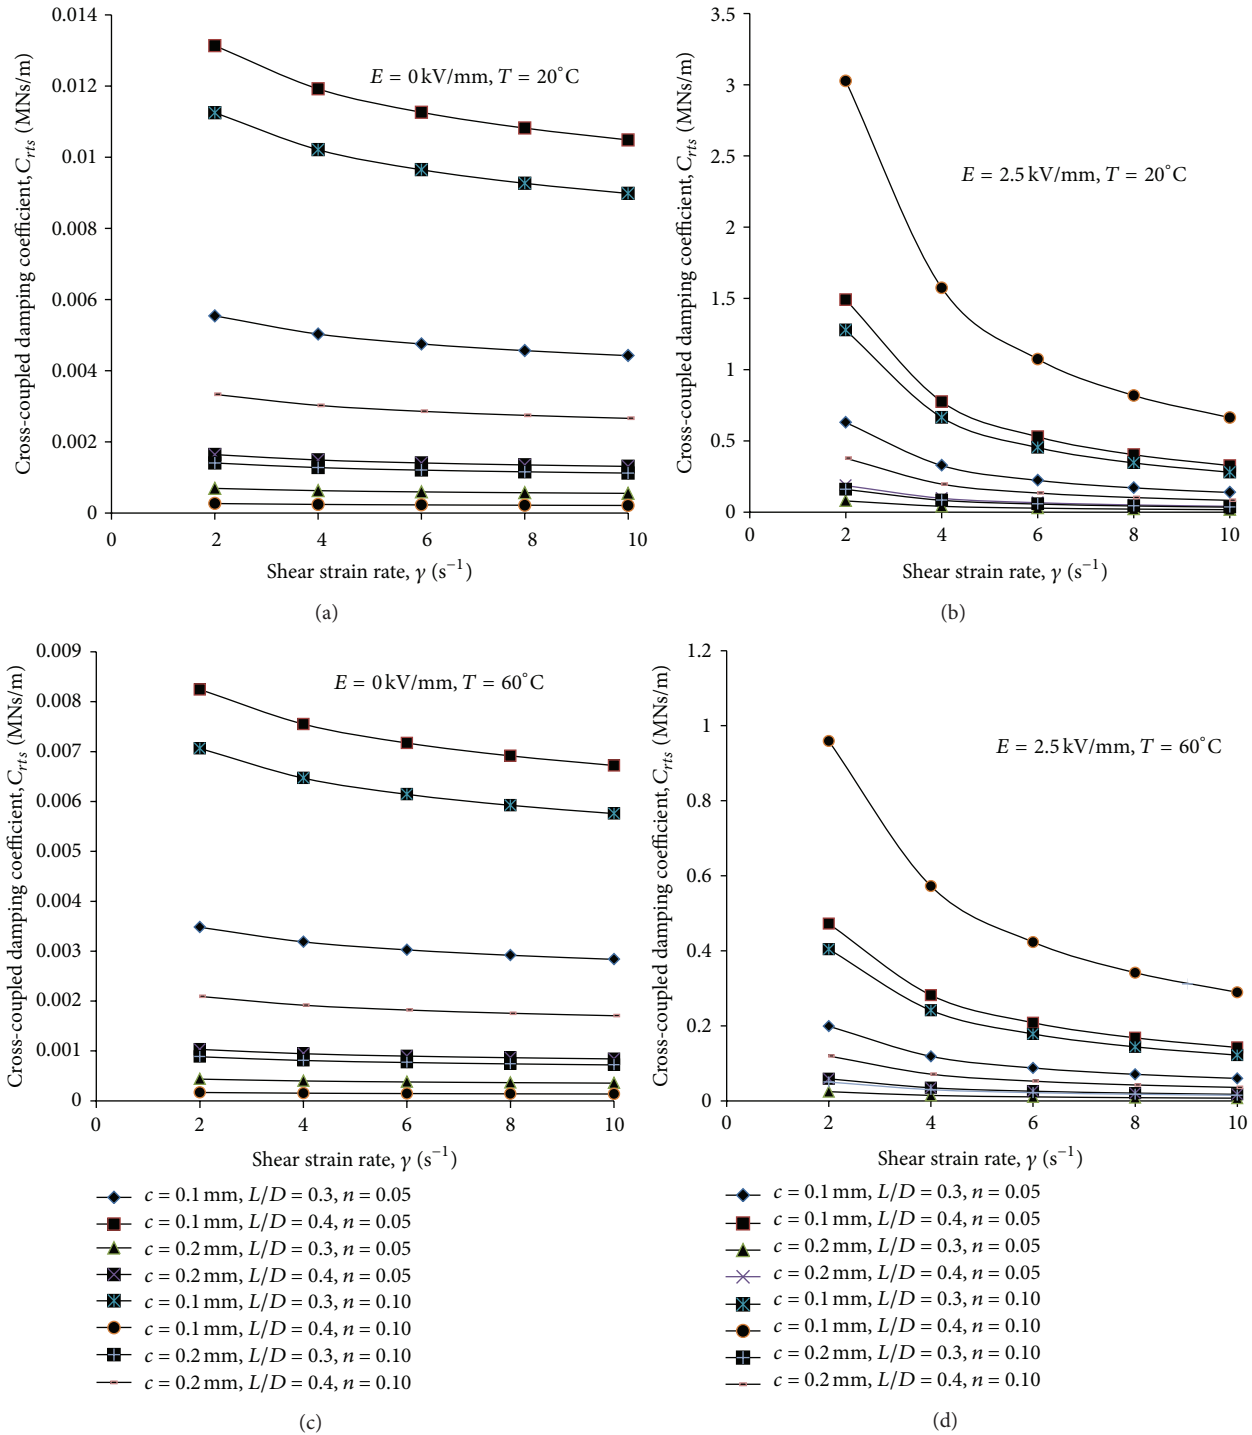 Cross-coupled damping coefficient, C_rts (MNs/m)
0.014
0.012
0.01
0.008
0.006
0.004
0.002
0
E = 0 kV/mm, T = 20°C
0 2 4 6 8 10
Shear strain rate, γ (s⁻¹)
(a)
Cross-coupled damping coefficient, C_rts (MNs/m)
3.5
3
2.5
2
1.5
1
0.5
0
E = 2.5 kV/mm, T = 20°C
0 2 4 6 8 10
Shear strain rate, γ (s⁻¹)
(b)
Cross-coupled damping coefficient, C_rts (MNs/m)
0.009
0.008
0.007
0.006
0.005
0.004
0.003
0.002
0.001
0
E = 0 kV/mm, T = 60°C
0 2 4 6 8 10
Shear strain rate, γ (s⁻¹)
c = 0.1 mm, L/D = 0.3, n = 0.05
c = 0.1 mm, L/D = 0.4, n = 0.05
c = 0.2 mm, L/D = 0.3, n = 0.05
c = 0.2 mm, L/D = 0.4, n = 0.05
c = 0.1 mm, L/D = 0.3, n = 0.10
c = 0.1 mm, L/D = 0.4, n = 0.10
c = 0.2 mm, L/D = 0.3, n = 0.10
c = 0.2 mm, L/D = 0.4, n = 0.10
(c)
Cross-coupled damping coefficient, C_rts (MNs/m)
1.2
1
0.8
0.6
0.4
0.2
0
E = 2.5 kV/mm, T = 60°C
0 2 4 6 8 10
Shear strain rate, γ (s⁻¹)
c = 0.1 mm, L/D = 0.3, n = 0.05
c = 0.1 mm, L/D = 0.4, n = 0.05
c = 0.2 mm, L/D = 0.3, n = 0.05
c = 0.2 mm, L/D = 0.4, n = 0.05
c = 0.1 mm, L/D = 0.3, n = 0.10
c = 0.1 mm, L/D = 0.4, n = 0.10
c = 0.2 mm, L/D = 0.3, n = 0.10
c = 0.2 mm, L/D = 0.4, n = 0.10
(d)